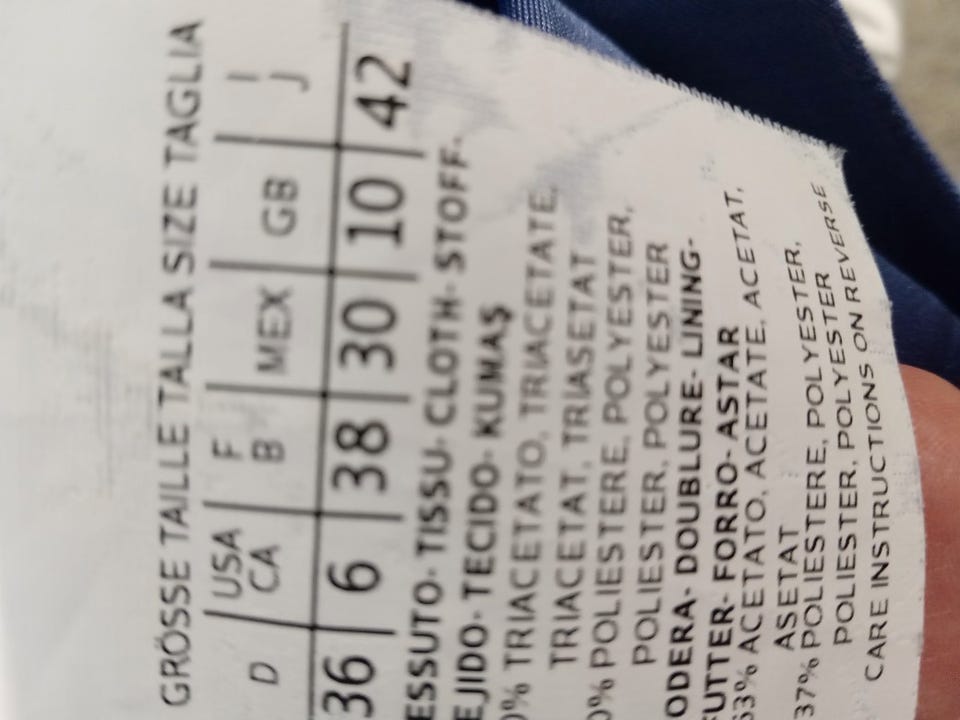 GRÖSSE TAILLE TALLA SIZE TAGLIA
D USA CA F B MEX GB I J
36 6 38 30 10 42
ESSUTO- TISSU- CLOTH- STOFF-
EJIDO- TECIDO- KUMAŞ
0% TRIACETATO, TRIACETATE,
TRIACETAT, TRIASETAT
0% POLIESTERE, POLYESTER,
POLIESTER, POLYESTER
ODERA- DOUBLURE- LINING-
FUTTER- FORRO- ASTAR
63% ACETATO, ACETATE, ACETAT,
ASETAT
37% POLIESTERE, POLYESTER,
POLIESTER, POLYESTER
CARE INSTRUCTIONS ON REVERSE